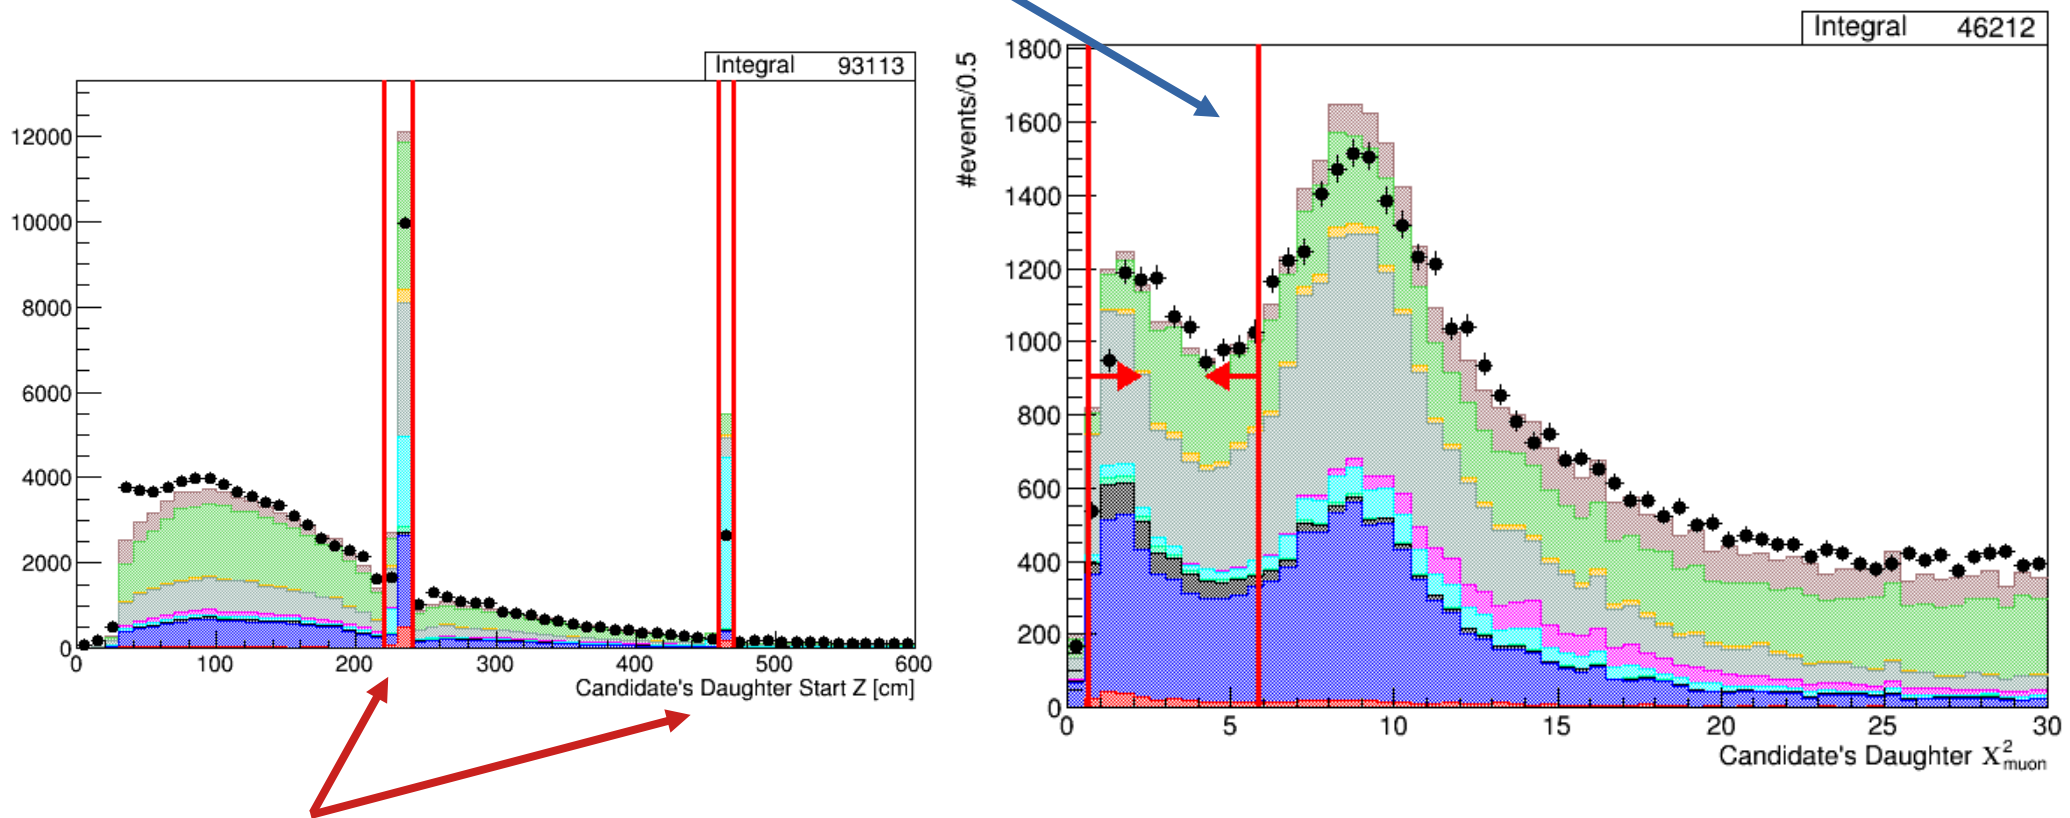 Integral 93113
12000
10000
8000
6000
4000
2000
0
0 100 200 300 400 500 600
Candidate's Daughter Start Z [cm]
Integral 46212
#events/0.5
1800
1600
1400
1200
1000
800
600
400
200
0
0 5 10 15 20 25 30
Candidate's Daughter Χ²muon